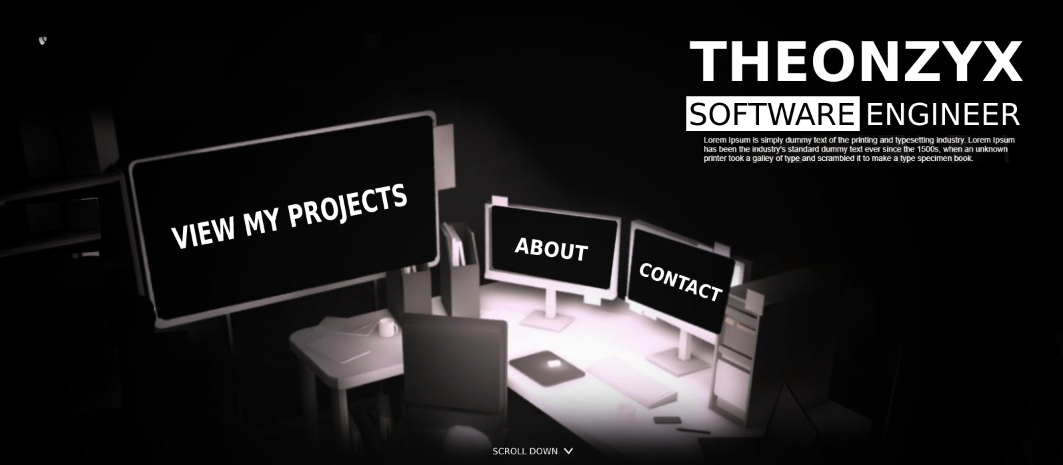 THEONZYX
SOFTWARE ENGINEER
Lorem Ipsum is simply dummy text of the printing and typesetting industry. Lorem Ipsum
has been the industry's standard dummy text ever since the 1500s, when an unknown
printer took a galley of type and scrambled it to make a type specimen book.
VIEW MY PROJECTS
ABOUT
CONTACT
SCROLL DOWN